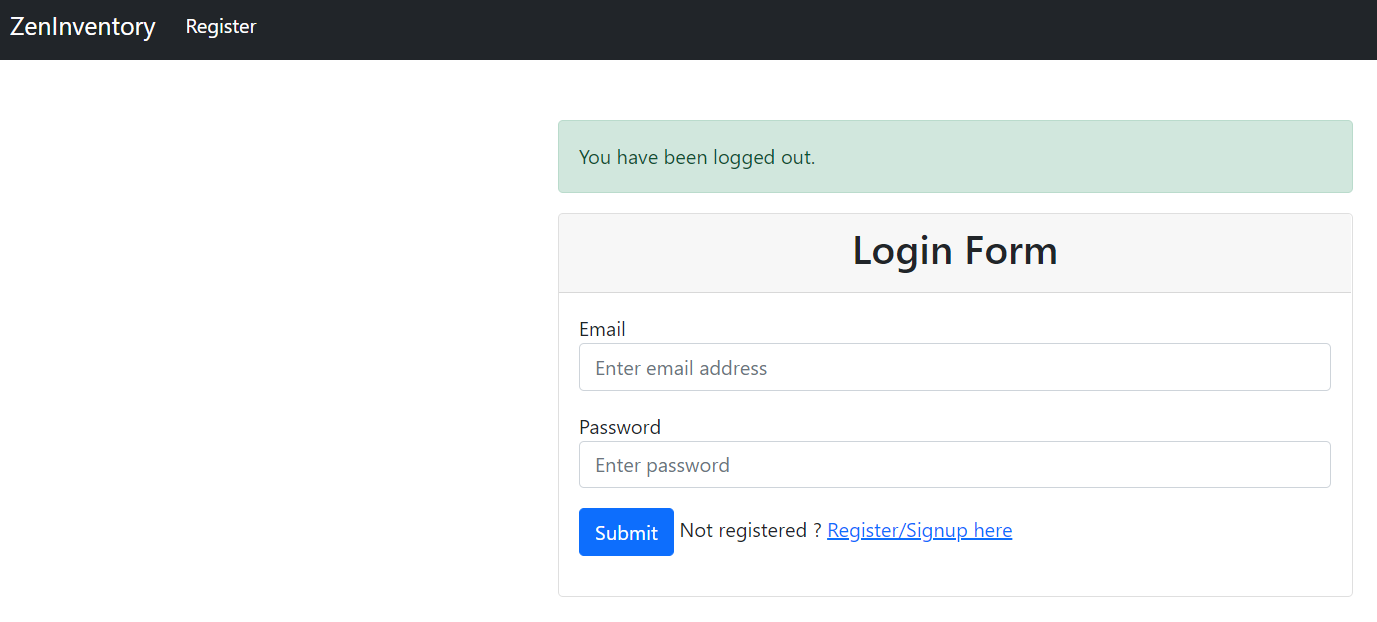 ZenInventory Register
You have been logged out.
Login Form
Email
Enter email address
Password
Enter password
Submit Not registered ? Register/Signup here